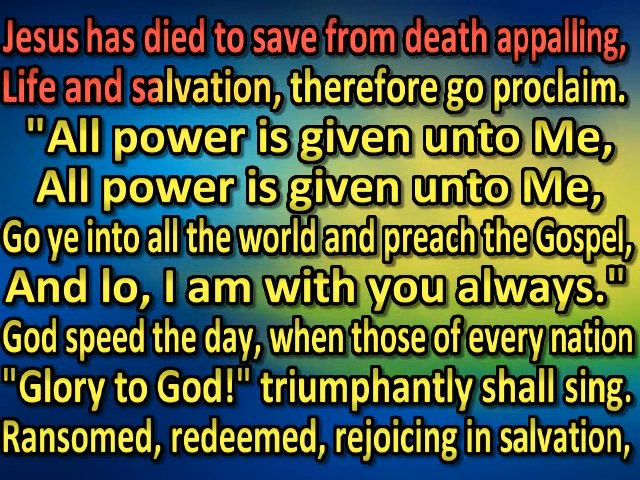 Jesus has died to save from death appalling,
Life and salvation, therefore go proclaim.
"All power is given unto Me,
All power is given unto Me,
Go ye into all the world and preach the Gospel,
And lo, I am with you always."
God speed the day, when those of every nation
"Glory to God!" triumphantly shall sing.
Ransomed, redeemed, rejoicing in salvation,